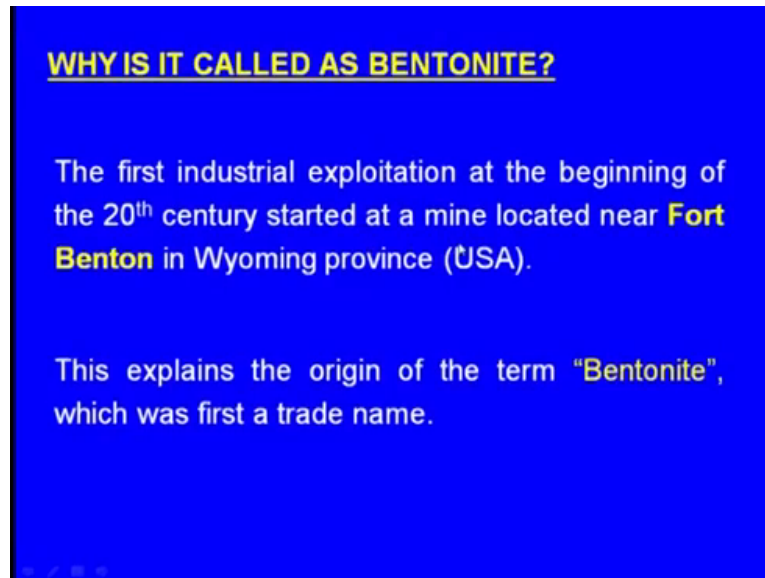 WHY IS IT CALLED AS BENTONITE?
The first industrial exploitation at the beginning of
the 20th century started at a mine located near Fort
Benton in Wyoming province (USA).
This explains the origin of the term “Bentonite”,
which was first a trade name.